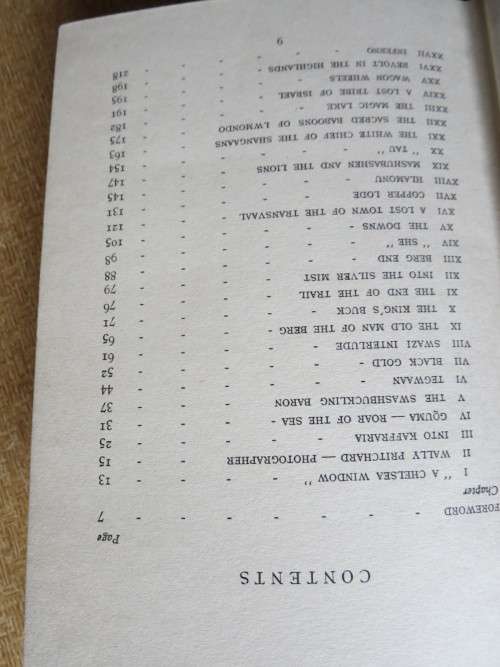 CONTENTS
Page
FOREWORD - - - - - - 7
Chapter
I " A CHELSEA WINDOW " - - - - 13
II WALLY PRITCHARD — PHOTOGRAPHER - - 15
III INTO KAFFRARIA - - - - - 25
IV GQUMA — ROAR OF THE SEA - - - - 31
V THE SWASHBUCKLING BARON - - - 37
VI TEGWAAN - - - - - - 44
VII BLACK GOLD - - - - - - 52
VIII SWAZI INTERLUDE - - - - - 61
IX THE OLD MAN OF THE BERG - - - - 65
X THE KING'S BUCK - - - - - 71
XI THE END OF THE TRAIL - - - - 76
XII INTO THE SILVER MIST - - - - 79
XIII BERG END - - - - - - 88
XIV " SHE " - - - - - - 98
XV THE DOWNS - - - - - - 105
XVI A LOST TOWN OF THE TRANSVAAL - - 121
XVII COPPER LODE - - - - - 131
XVIII HLAMONU - - - - - - 145
XIX MASHUBASHEN AND THE LIONS - - - 147
XX " TAU " - - - - - - 154
XXI THE WHITE CHIEF OF THE SHANGAANS - - 163
XXII THE SACRED BABOONS OF LWMONDO - - 175
XXIII THE MAGIC LAKE - - - - - 182
XXIV A LOST TRIBE OF ISRAEL - - - - 191
XXV WAGON WHEELS - - - - - 195
XXVI REVOLT IN THE HIGHLANDS - - - - 198
XXVII INFERNO - - - - - - 218
9